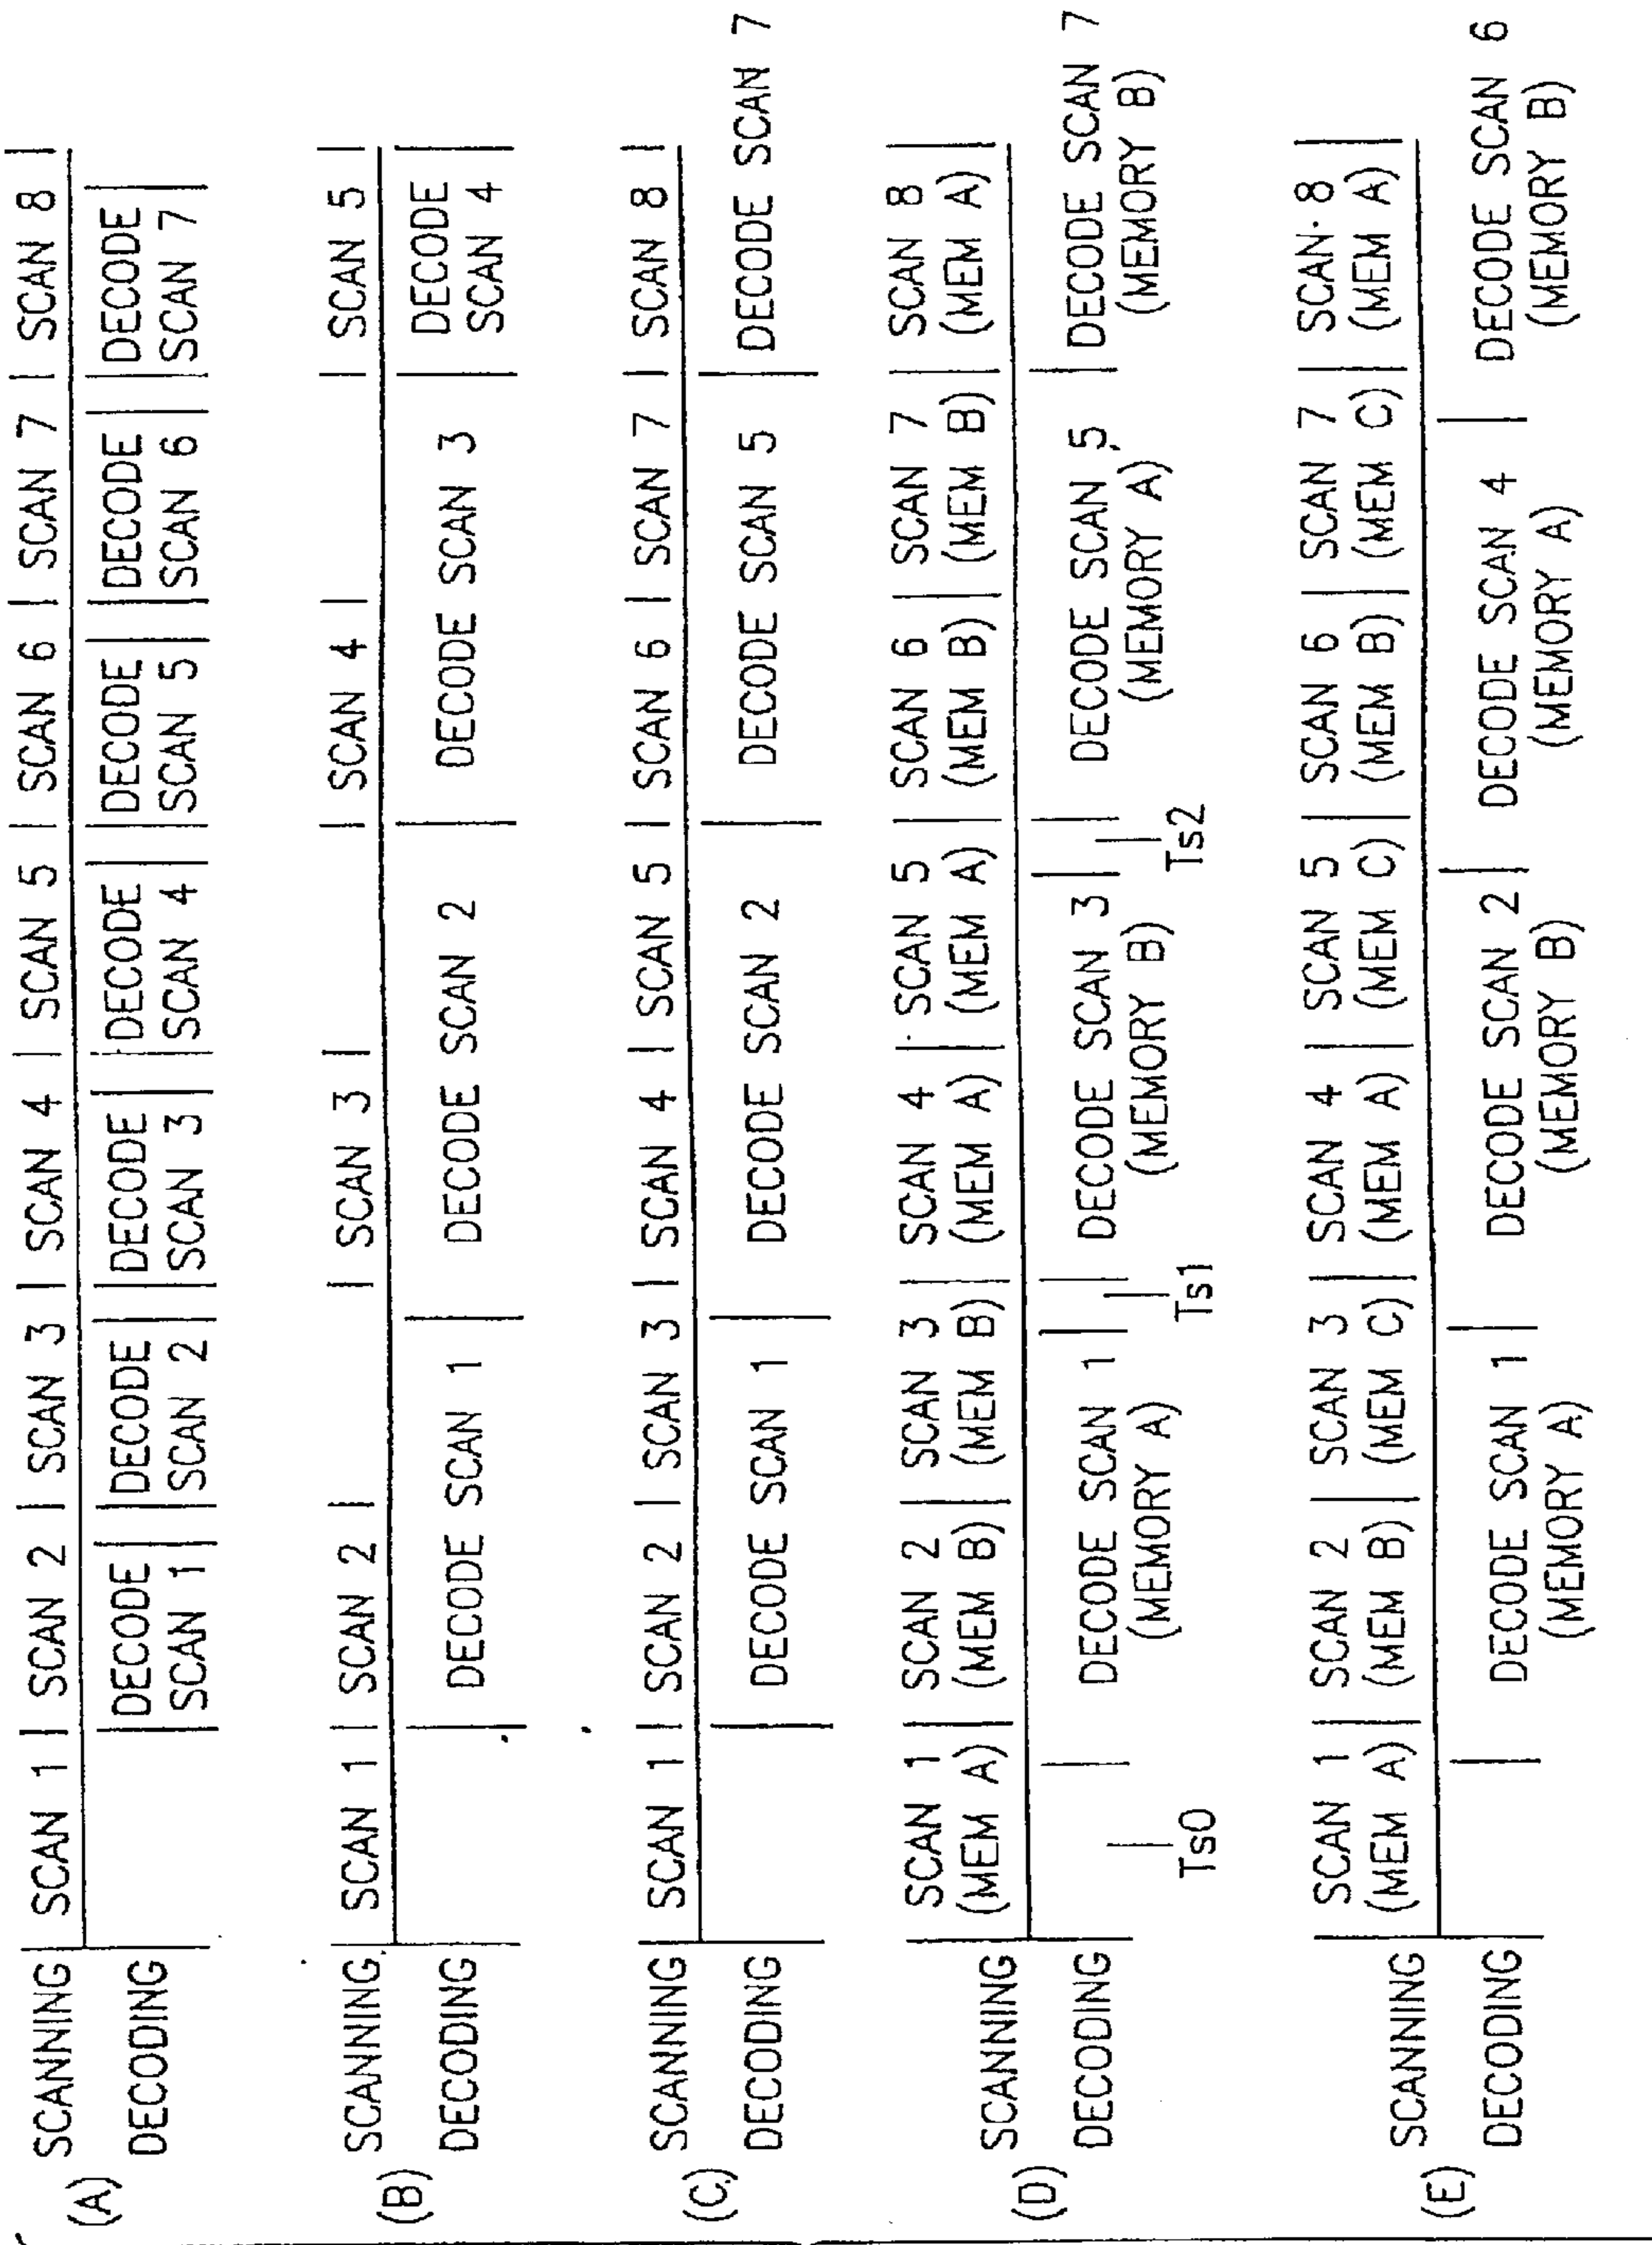 (A)
SCANNING | SCAN 1 | SCAN 2 | SCAN 3 | SCAN 4 | SCAN 5 | SCAN 6 | SCAN 7 | SCAN 8 |
DECODING | DECODE | DECODE | DECODE | DECODE | DECODE | DECODE | DECODE |
SCAN 1 | SCAN 2 | SCAN 3 | SCAN 4 | SCAN 5 | SCAN 6 | SCAN 7 |
(B)
SCANNING | SCAN 1 | SCAN 2 | | SCAN 3 | | SCAN 4 | | SCAN 5 |
DECODING | DECODE SCAN 1 | DECODE SCAN 2 | DECODE SCAN 3 | DECODE |
SCAN 4 |
(C)
SCANNING | SCAN 1 | SCAN 2 | SCAN 3 | SCAN 4 | SCAN 5 | SCAN 6 | SCAN 7 | SCAN 8 |
DECODING | DECODE SCAN 1 | DECODE SCAN 2 | DECODE SCAN 5 | DECODE SCAN 7
(D)
SCANNING | SCAN 1 | SCAN 2 | SCAN 3 | SCAN 4 | SCAN 5 | SCAN 6 | SCAN 7 | SCAN 8 |
(MEM A) | (MEM B) | (MEM B) | (MEM A) | (MEM A) | (MEM B) | (MEM B) | (MEM A) |
DECODING | DECODE SCAN 1 | DECODE SCAN 3 | DECODE SCAN 5 | DECODE SCAN 7
(MEMORY A) (MEMORY B) (MEMORY A) (MEMORY B)
Ts0 Ts1 Ts2
(E)
SCANNING | SCAN 1 | SCAN 2 | SCAN 3 | SCAN 4 | SCAN 5 | SCAN 6 | SCAN 7 | SCAN 8 |
(MEM A) | (MEM B) | (MEM C) | (MEM A) | (MEM C) | (MEM B) | (MEM C) | (MEM A) |
DECODING | DECODE SCAN 1 | DECODE SCAN 2 | DECODE SCAN 4 | DECODE SCAN 6
(MEMORY A) (MEMORY B) (MEMORY A) (MEMORY B)